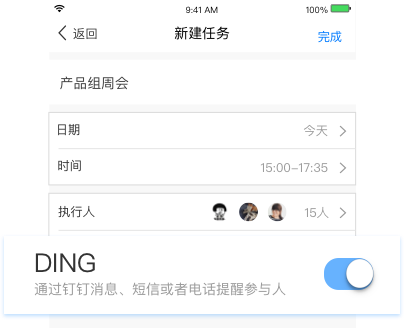 9:41 AM 100%
返回 新建任务 完成
产品组周会
日期 今天
时间 15:00-17:35
执行人 15人
DING
通过钉钉消息、短信或者电话提醒参与人